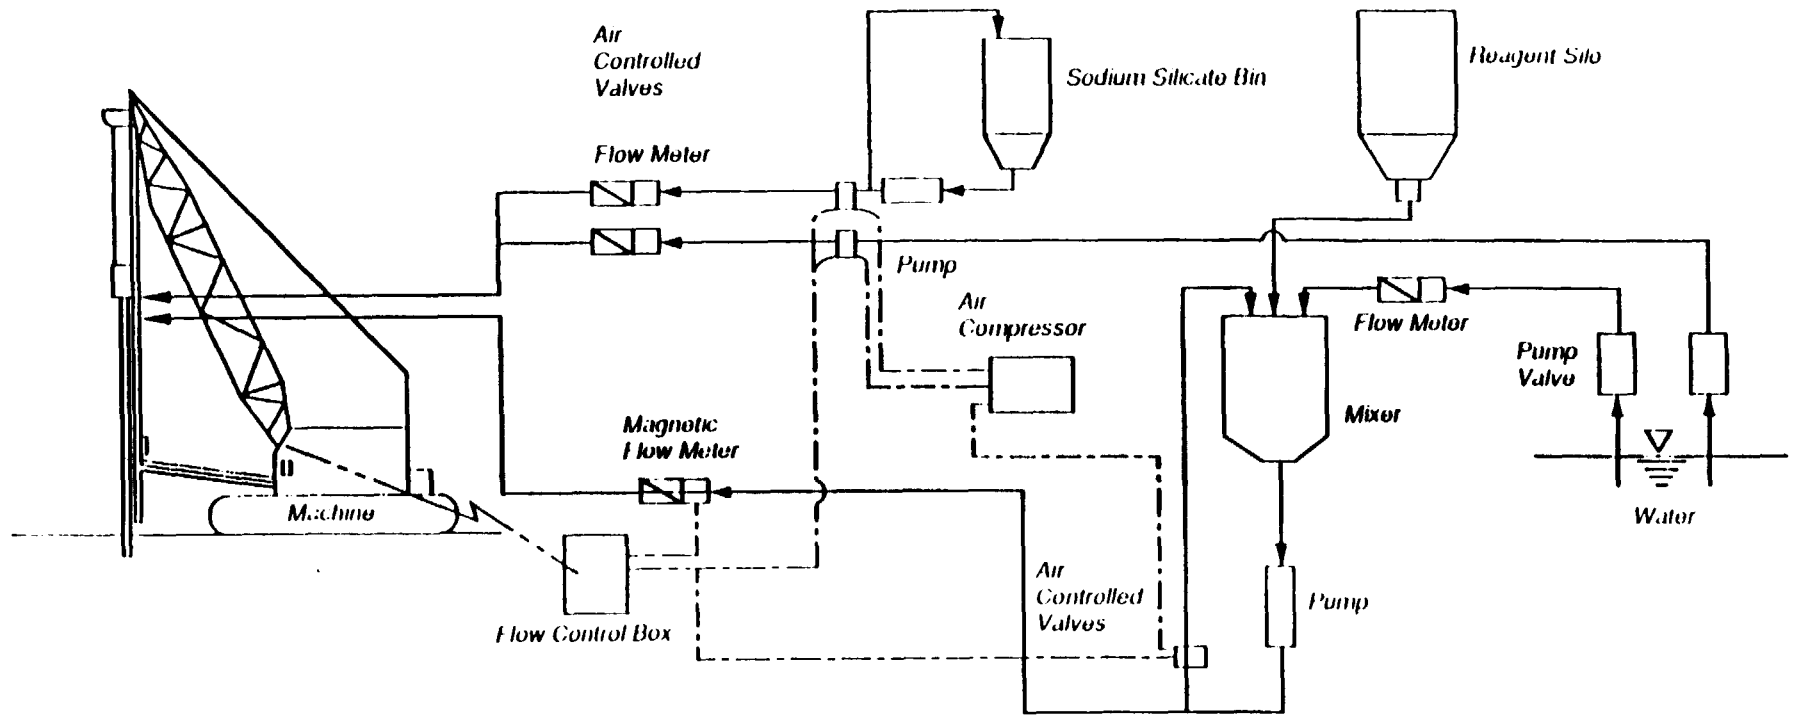 Air
Controlled
Valves
Sodium Silicate Bin
Reagent Silo
Flow Meter
Pump
Air
Compressor
Flow Meter
Pump
Valve
Mixer
Magnetic
Flow Meter
Machine
Water
Air
Controlled
Valves
Pump
Flow Control Box